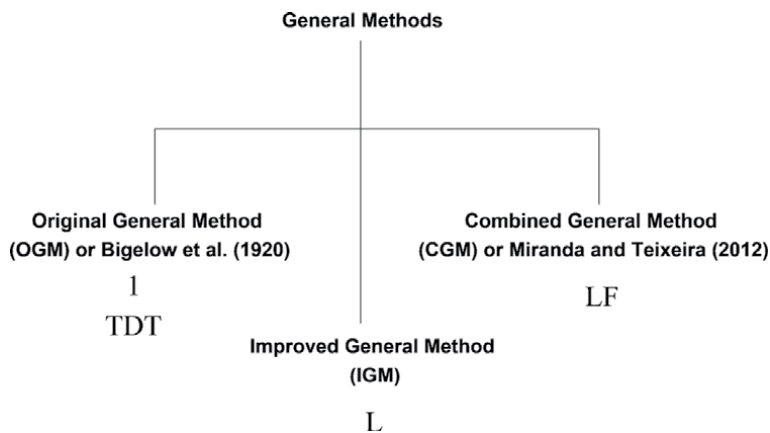 General Methods
Original General Method
(OGM) or Bigelow et al. (1920)
1
TDT
Combined General Method
(CGM) or Miranda and Teixeira (2012)
LF
Improved General Method
(IGM)
L